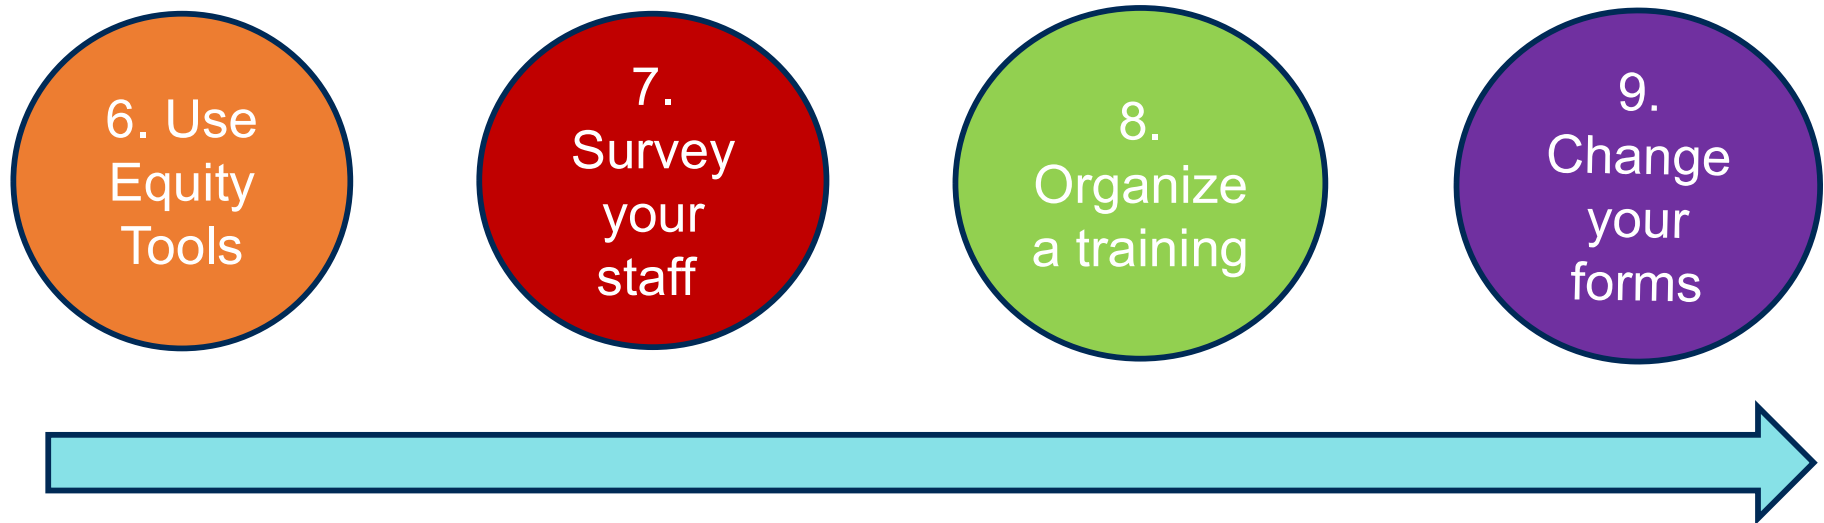 6. Use
Equity
Tools
7.
Survey
your
staff
8.
Organize
a training
9.
Change
your
forms